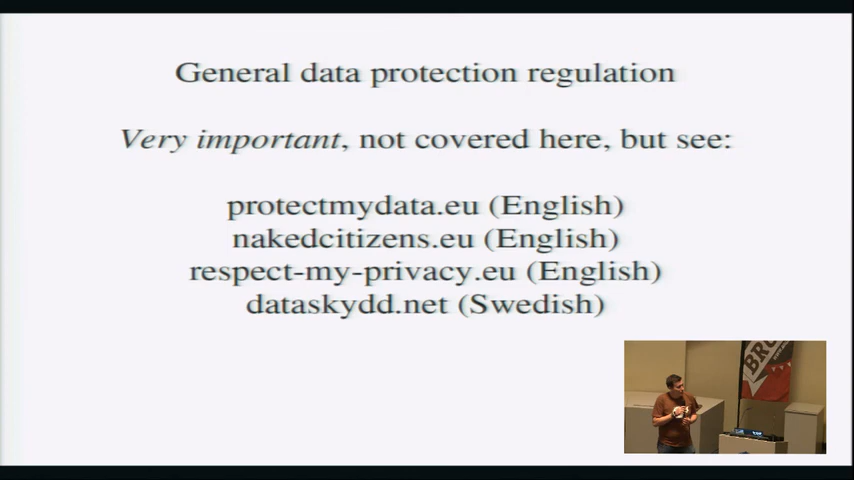 General data protection regulation
Very important, not covered here, but see:
protectmydata.eu (English)
nakedcitizens.eu (English)
respect-my-privacy.eu (English)
dataskydd.net (Swedish)